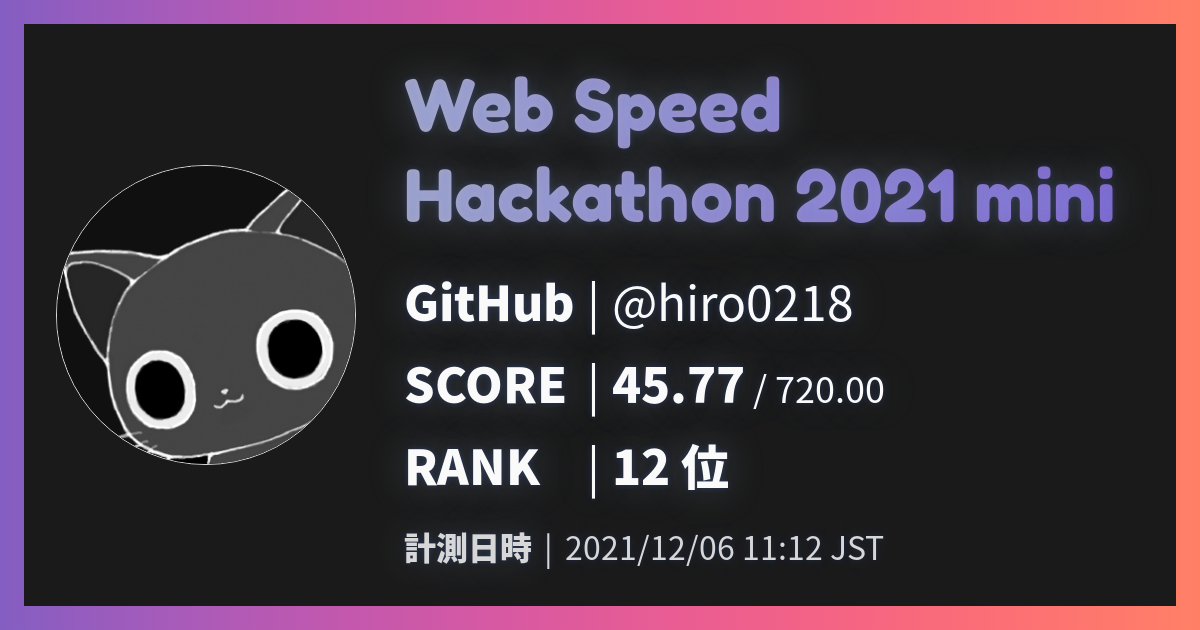 Web Speed
Hackathon 2021 mini
GitHub | @hiro0218
SCORE | 45.77 / 720.00
RANK | 12 位
計測日時 | 2021/12/06 11:12 JST